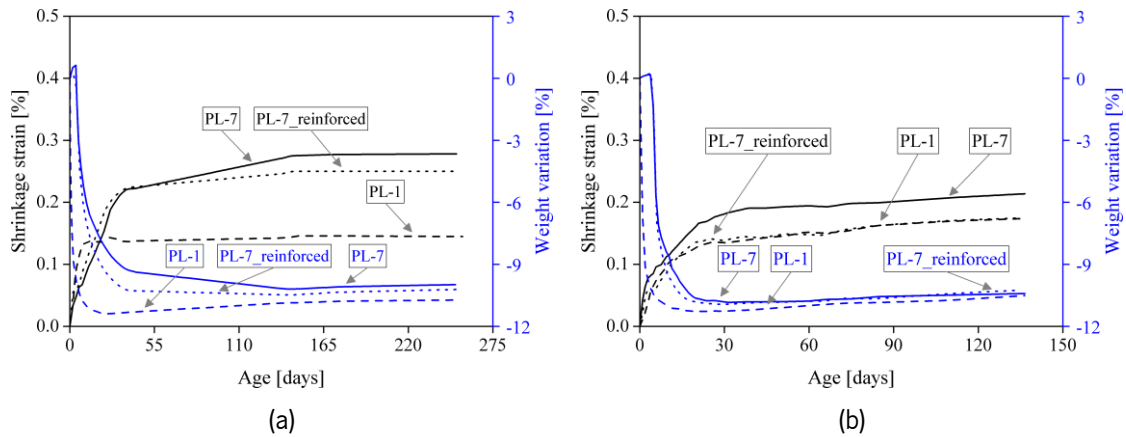 0.5
0.4
0.3
0.2
0.1
0.0
Shrinkage strain [%]
3
0
-3
-6
-9
-12
Weight variation [%]
PL-7
PL-7_reinforced
PL-1
PL-1
PL-7_reinforced
PL-7
0
55
110
165
220
275
Age [days]
(a)
0.5
0.4
0.3
0.2
0.1
0.0
Shrinkage strain [%]
3
0
-3
-6
-9
-12
Weight variation [%]
PL-7_reinforced
PL-1
PL-7
PL-7
PL-1
PL-7_reinforced
0
30
60
90
120
150
Age [days]
(b)